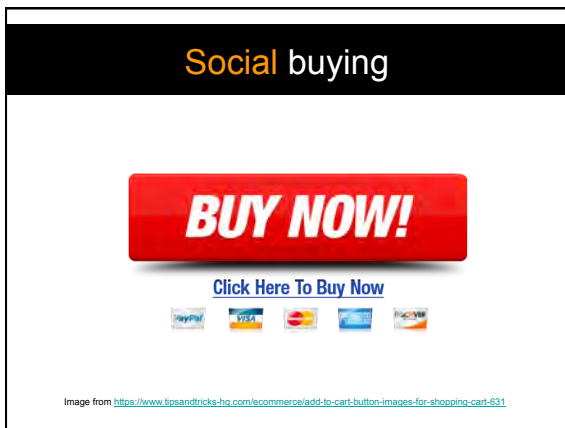 Social buying
BUY NOW!
Click Here To Buy Now
PayPal VISA DISCOVER
Image from https://www.tipsandtricks-hq.com/ecommerce/add-to-cart-button-images-for-shopping-cart-631